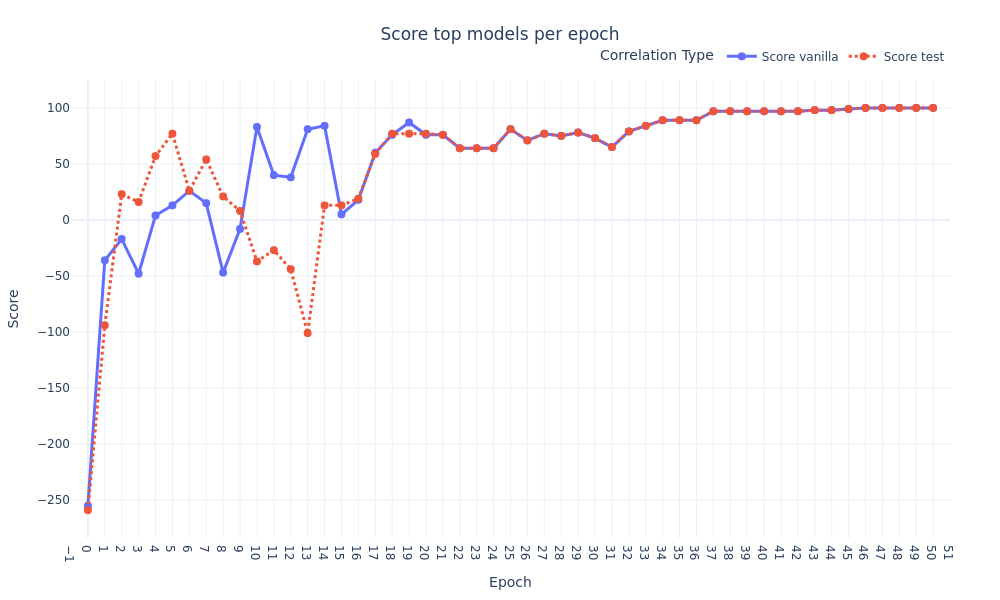 Score top models per epoch
Correlation Type Score vanilla Score test
100
50
0
−50
−100
−150
−200
−250
Score
−1 0 1 2 3 4 5 6 7 8 9 10 11 12 13 14 15 16 17 18 19 20 21 22 23 24 25 26 27 28 29 30 31 32 33 34 35 36 37 38 39 40 41 42 43 44 45 46 47 48 49 50 51
Epoch